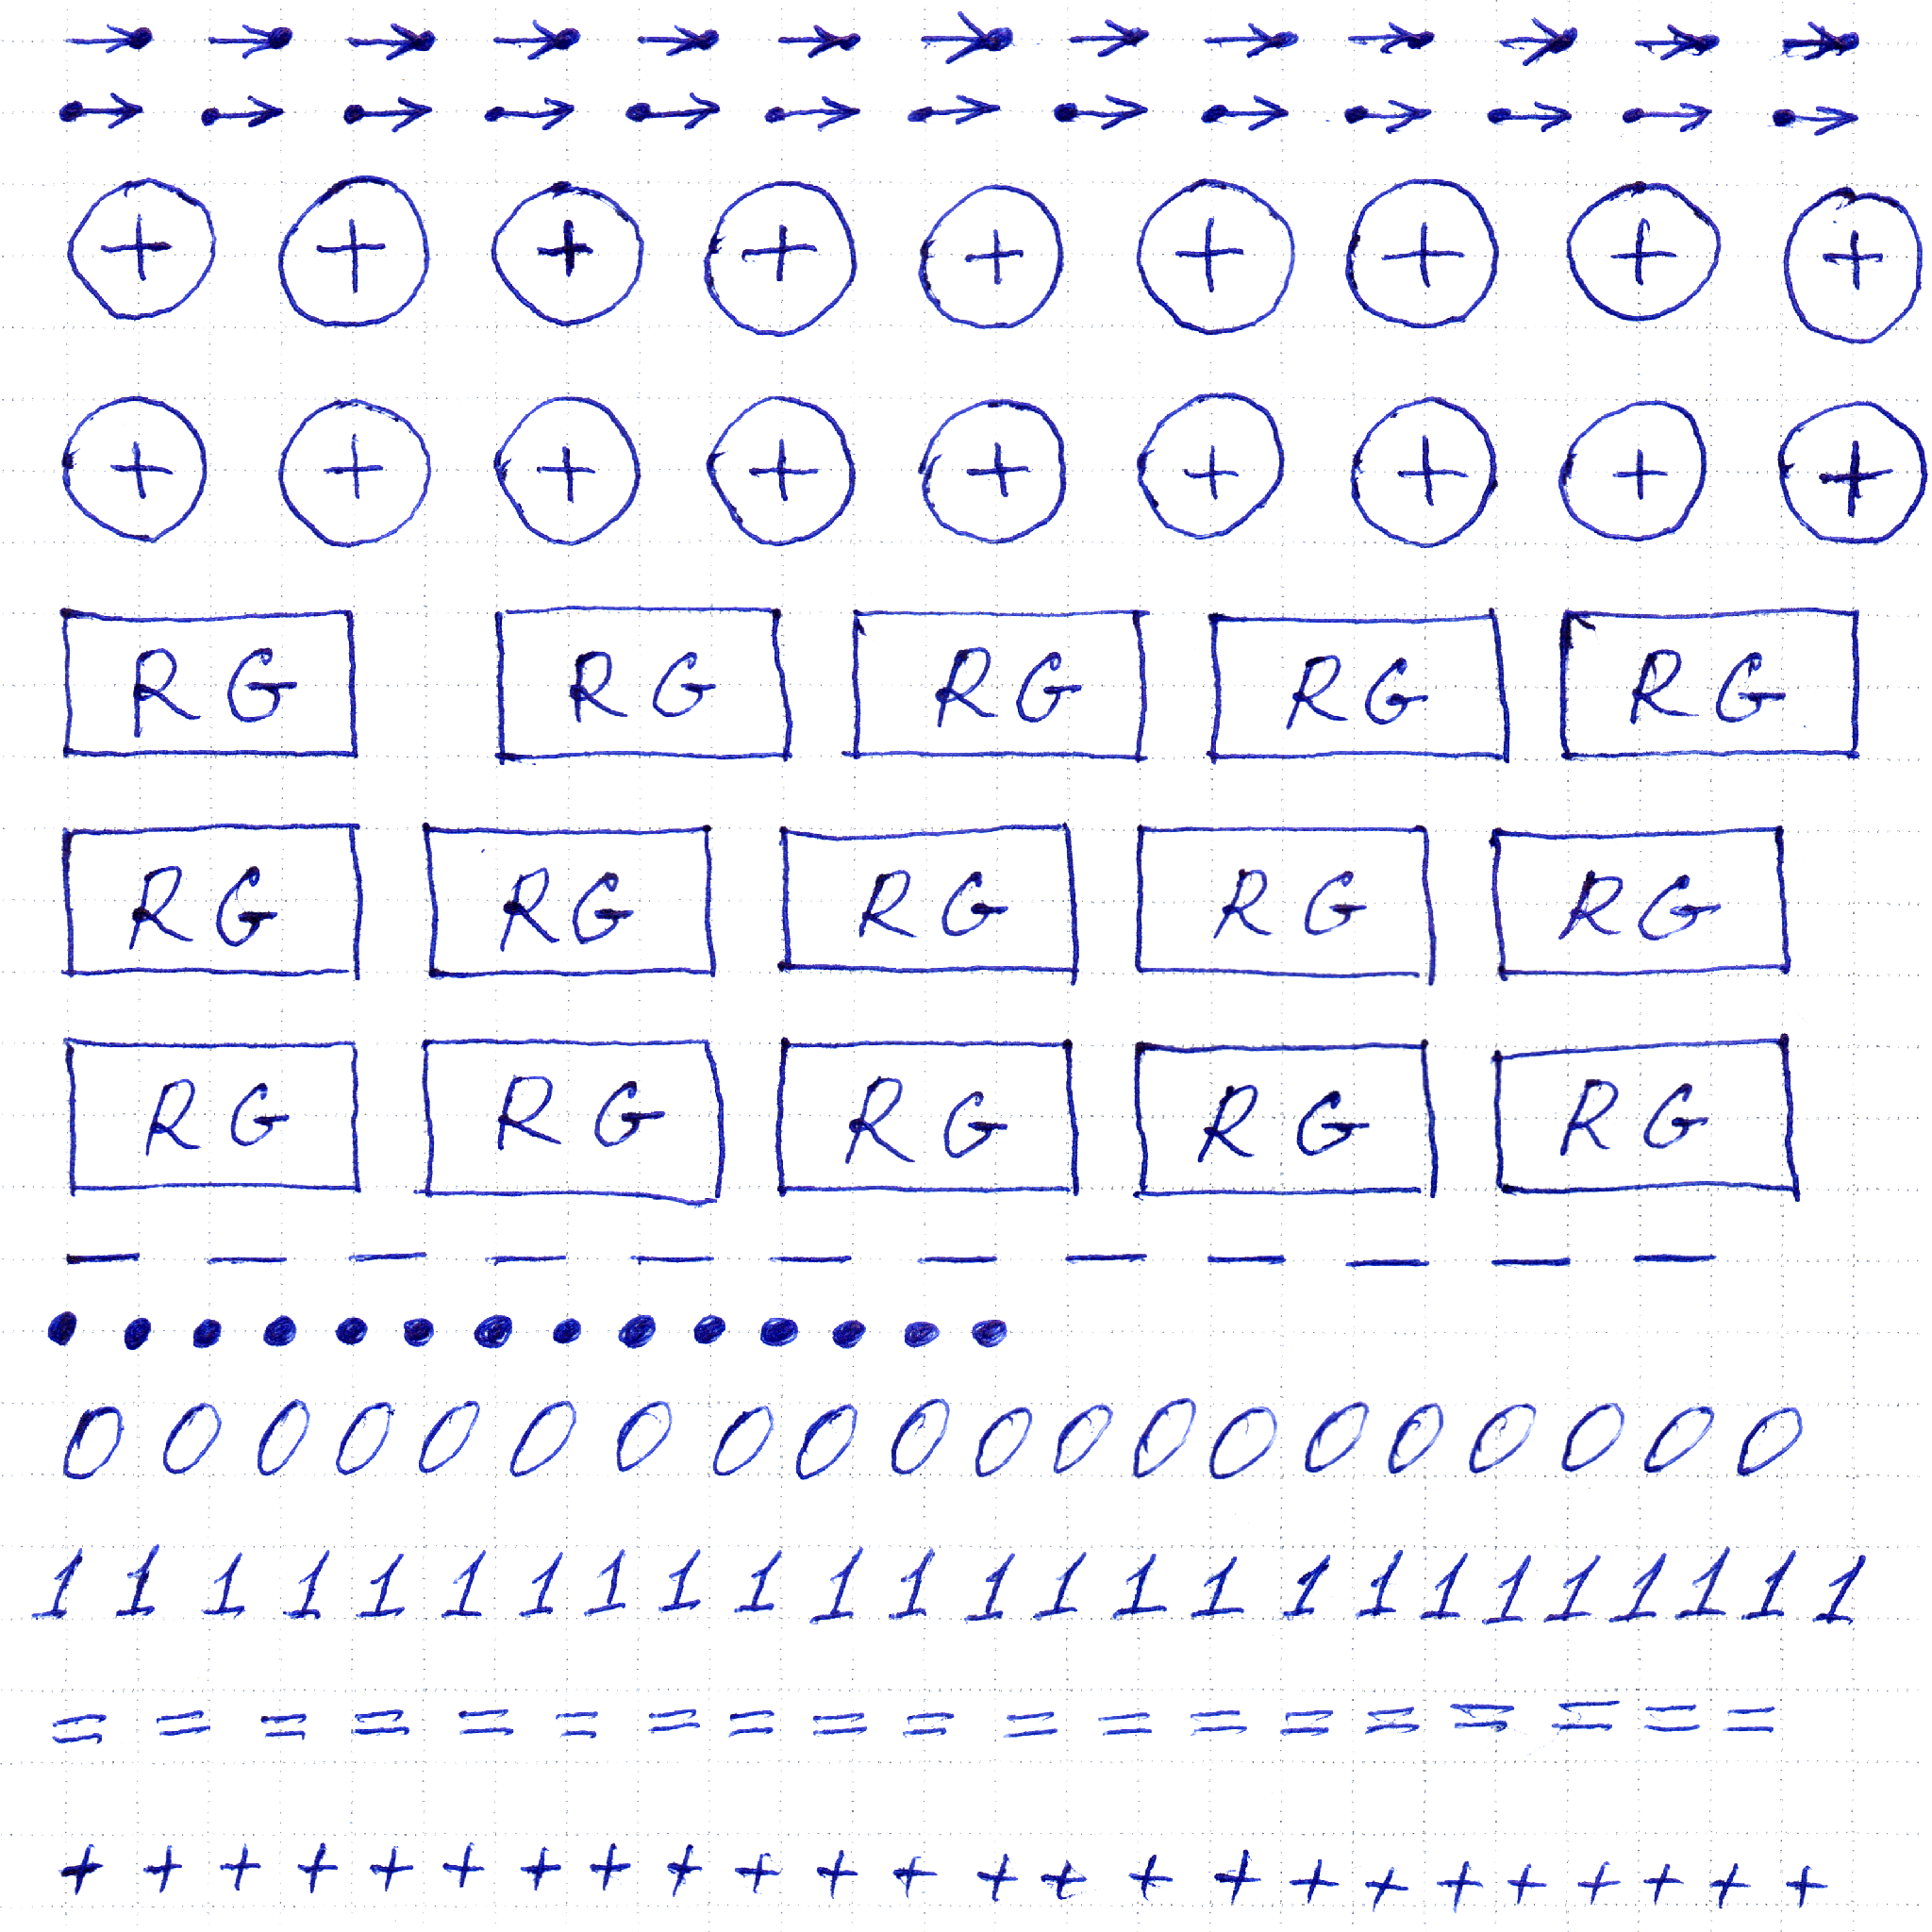 + + + + + + + + +
+ + + + + + + + +
RG RG RG RG RG
RG RG RG RG RG
RG RG RG RG RG
— — — — — — — — — — — —
• • • • • • • • • • • • • •
0 0 0 0 0 0 0 0 0 0 0 0 0 0 0 0 0 0 0 0
1 1 1 1 1 1 1 1 1 1 1 1 1 1 1 1 1 1 1 1 1 1 1 1 1
= = = = = = = = = = = = = = = = = = =
+ + + + + + + + + + + + + + + + + + + + + + + +